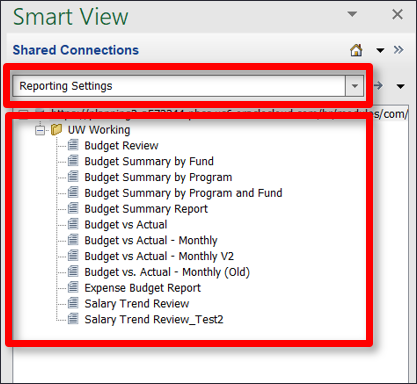 Smart View
Shared Connections
Reporting Settings
UW Working
Budget Review
Budget Summary by Fund
Budget Summary by Program
Budget Summary by Program and Fund
Budget Summary Report
Budget vs Actual
Budget vs Actual - Monthly
Budget vs Actual - Monthly V2
Budget vs. Actual - Monthly (Old)
Expense Budget Report
Salary Trend Review
Salary Trend Review_Test2